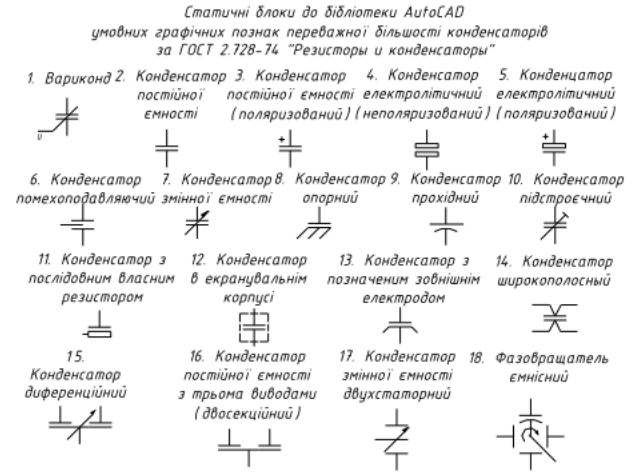 Статичні блоки до бібліотеки AutoCAD
умовних графічних познак переважної більшості конденсаторів
за ГОСТ 2.728-74 "Резисторы и конденсаторы"
1. Вариконд
2. Конденсатор
постійної
ємності
3. Конденсатор
постійної ємності
(поляризований)
4. Конденсатор
електролітичний
(неполяризований)
5. Конденцатор
електролітичний
(поляризований)
U
+
+
6. Конденсатор
помехоподавляючий
7. Конденсатор
змінної ємності
8. Конденсатор
опорний
9. Конденсатор
прохідний
10. Конденсатор
підстроєчний
11. Конденсатор з
послідовним власним
резистором
12. Конденсатор
в екранувальнім
корпусі
13. Конденсатор з
позначеним зовнішнім
електродом
14. Конденсатор
широкополосный
15.
Конденсатор
диференційний
16. Конденсатор
постійної ємності
з трьома виводами
(двосекційний)
17. Конденсатор
змінної ємності
двухстаторний
18. Фазовращатель
ємнісний